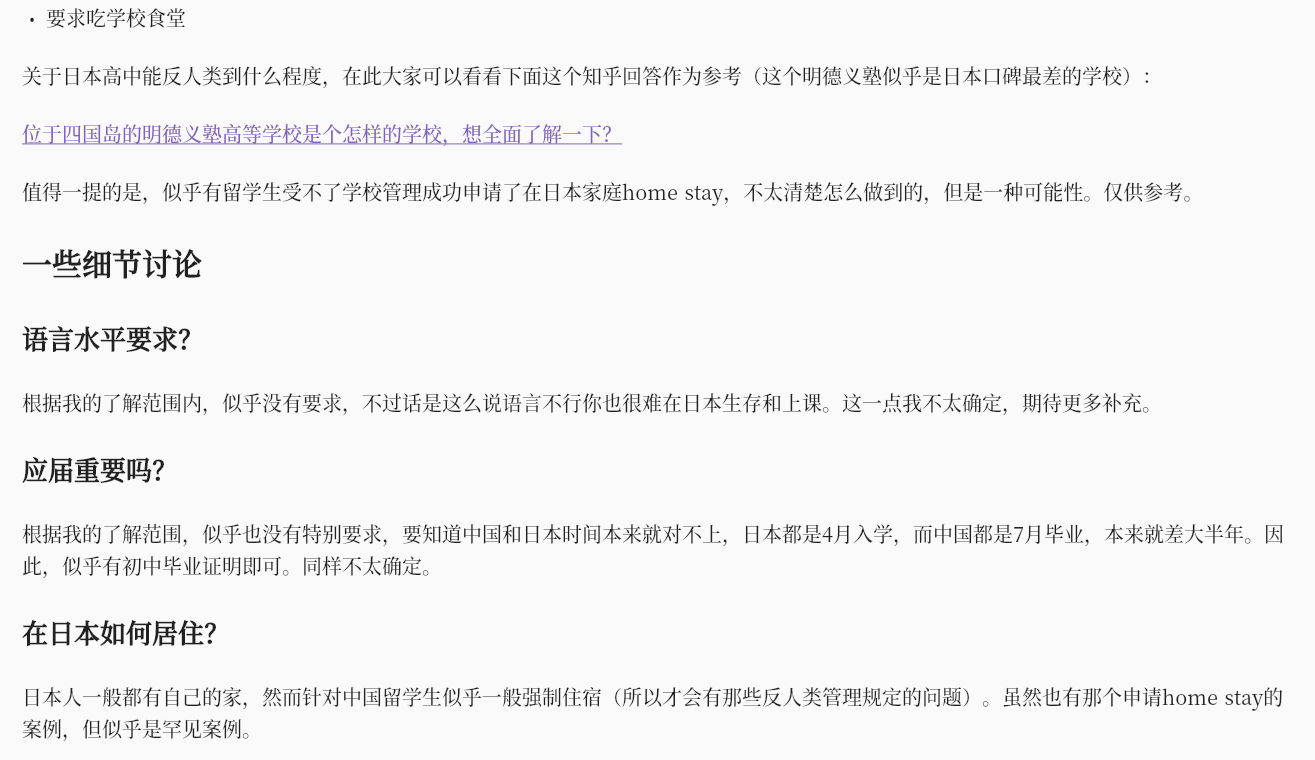 • 要求吃学校食堂
关于日本高中能反人类到什么程度，在此大家可以看看下面这个知乎回答作为参考（这个明德义塾似乎是日本口碑最差的学校）：
位于四国岛的明德义塾高等学校是个怎样的学校，想全面了解一下？
值得一提的是，似乎有留学生受不了学校管理成功申请了在日本家庭home stay，不太清楚怎么做到的，但是一种可能性。仅供参考。
一些细节讨论
语言水平要求？
根据我的了解范围内，似乎没有要求，不过话是这么说语言不行你也很难在日本生存和上课。这一点我不太确定，期待更多补充。
应届重要吗？
根据我的了解范围，似乎也没有特别要求，要知道中国和日本时间本来就对不上，日本都是4月入学，而中国都是7月毕业，本来就差大半年。因
此，似乎有初中毕业证明即可。同样不太确定。
在日本如何居住？
日本人一般都有自己的家，然而针对中国留学生似乎一般强制住宿（所以才会有那些反人类管理规定的问题）。虽然也有那个申请home stay的
案例，但似乎是罕见案例。